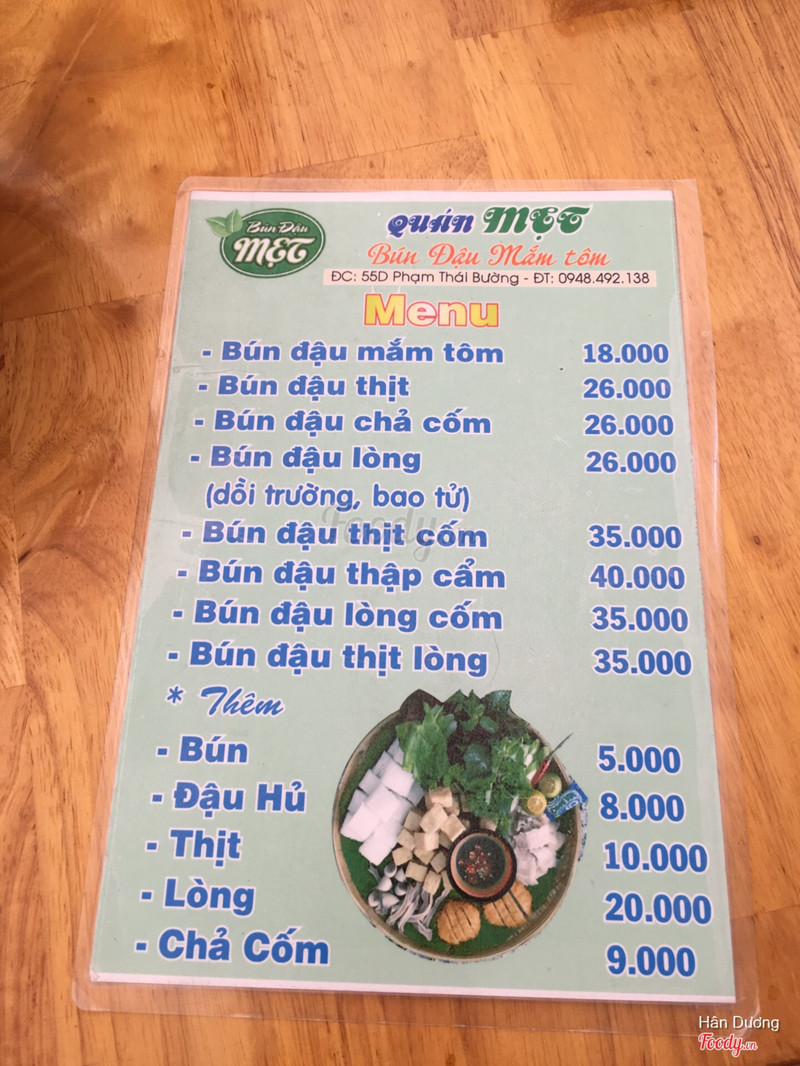 Bún Đậu
MẸT
QUÁN MẸT
Bún Đậu Mắm tôm
ĐC: 55D Phạm Thái Bường - ĐT: 0948.492.138
Menu
- Bún đậu mắm tôm 18.000
- Bún đậu thịt 26.000
- Bún đậu chả cốm 26.000
- Bún đậu lòng 26.000
(dồi trường, bao tử)
- Bún đậu thịt cốm 35.000
- Bún đậu thập cẩm 40.000
- Bún đậu lòng cốm 35.000
- Bún đậu thịt lòng 35.000
* Thêm
- Bún 5.000
- Đậu Hủ 8.000
- Thịt 10.000
- Lòng 20.000
- Chả Cốm 9.000
Foody
Hân Dương
Foody.vn